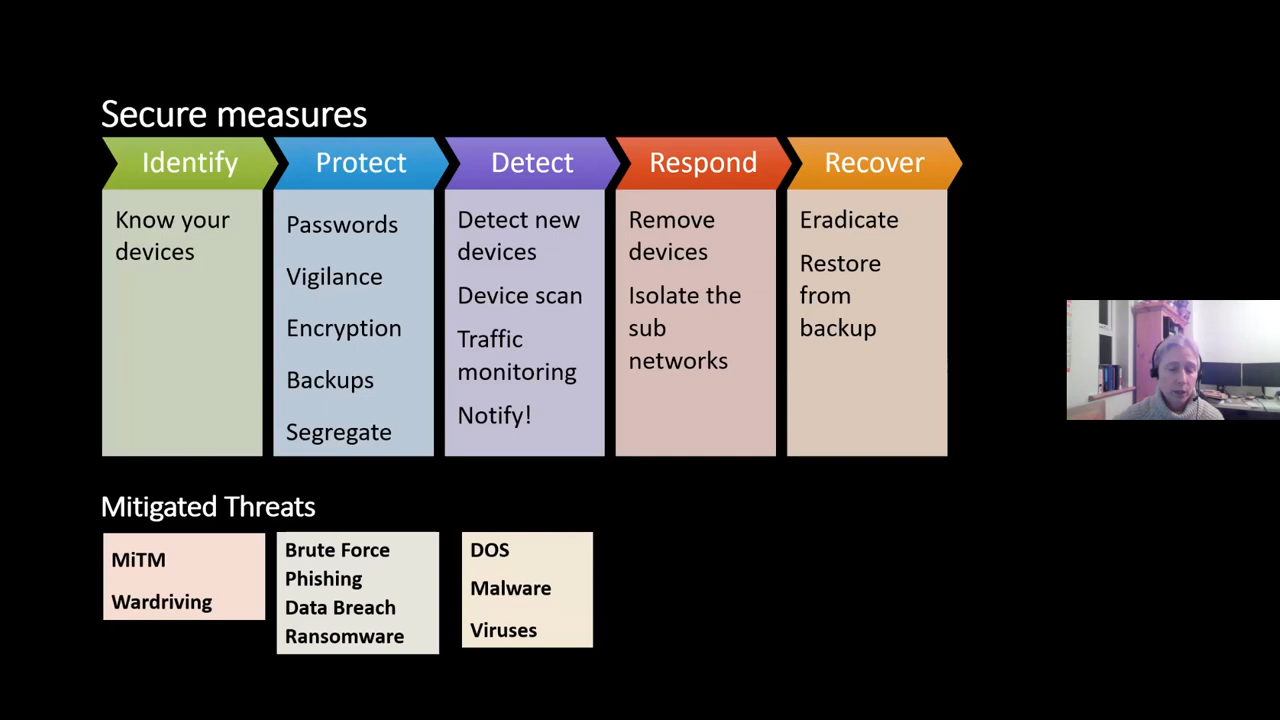 Secure measures
Identify
Protect
Detect
Respond
Recover
Know your
devices
Passwords
Vigilance
Encryption
Backups
Segregate
Detect new
devices
Device scan
Traffic
monitoring
Notify!
Remove
devices
Isolate the
sub
networks
Eradicate
Restore
from
backup
Mitigated Threats
MiTM
Wardriving
Brute Force
Phishing
Data Breach
Ransomware
DOS
Malware
Viruses